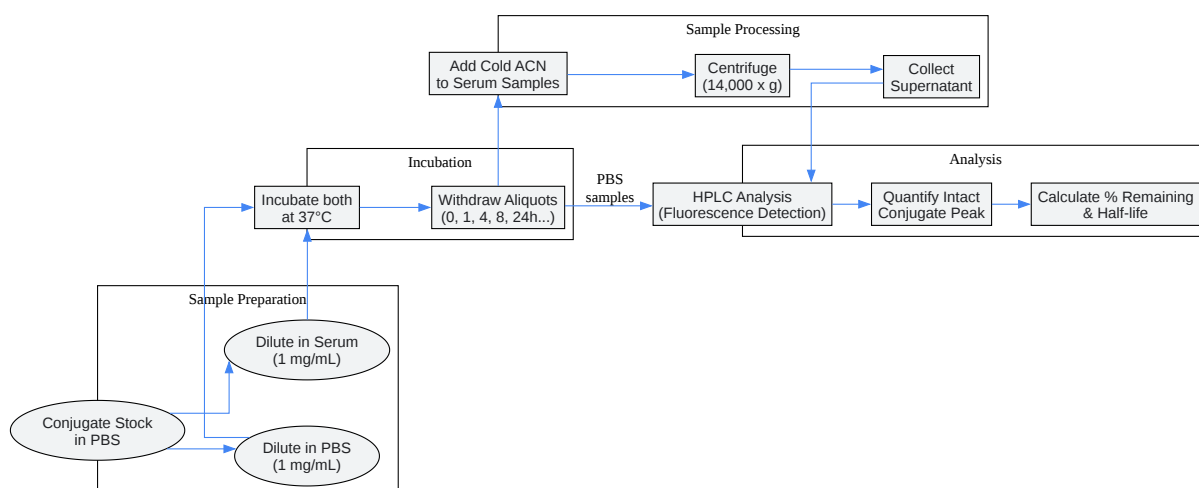 Sample Processing
Add Cold ACN
to Serum Samples
Centrifuge
(14,000 x g)
Collect
Supernatant
Incubation
Incubate both
at 37°C
Withdraw Aliquots
(0, 1, 4, 8, 24h...)
PBS
samples
Analysis
HPLC Analysis
(Fluorescence Detection)
Quantify Intact
Conjugate Peak
Calculate % Remaining
& Half-life
Sample Preparation
Dilute in Serum
(1 mg/mL)
Conjugate Stock
in PBS
Dilute in PBS
(1 mg/mL)